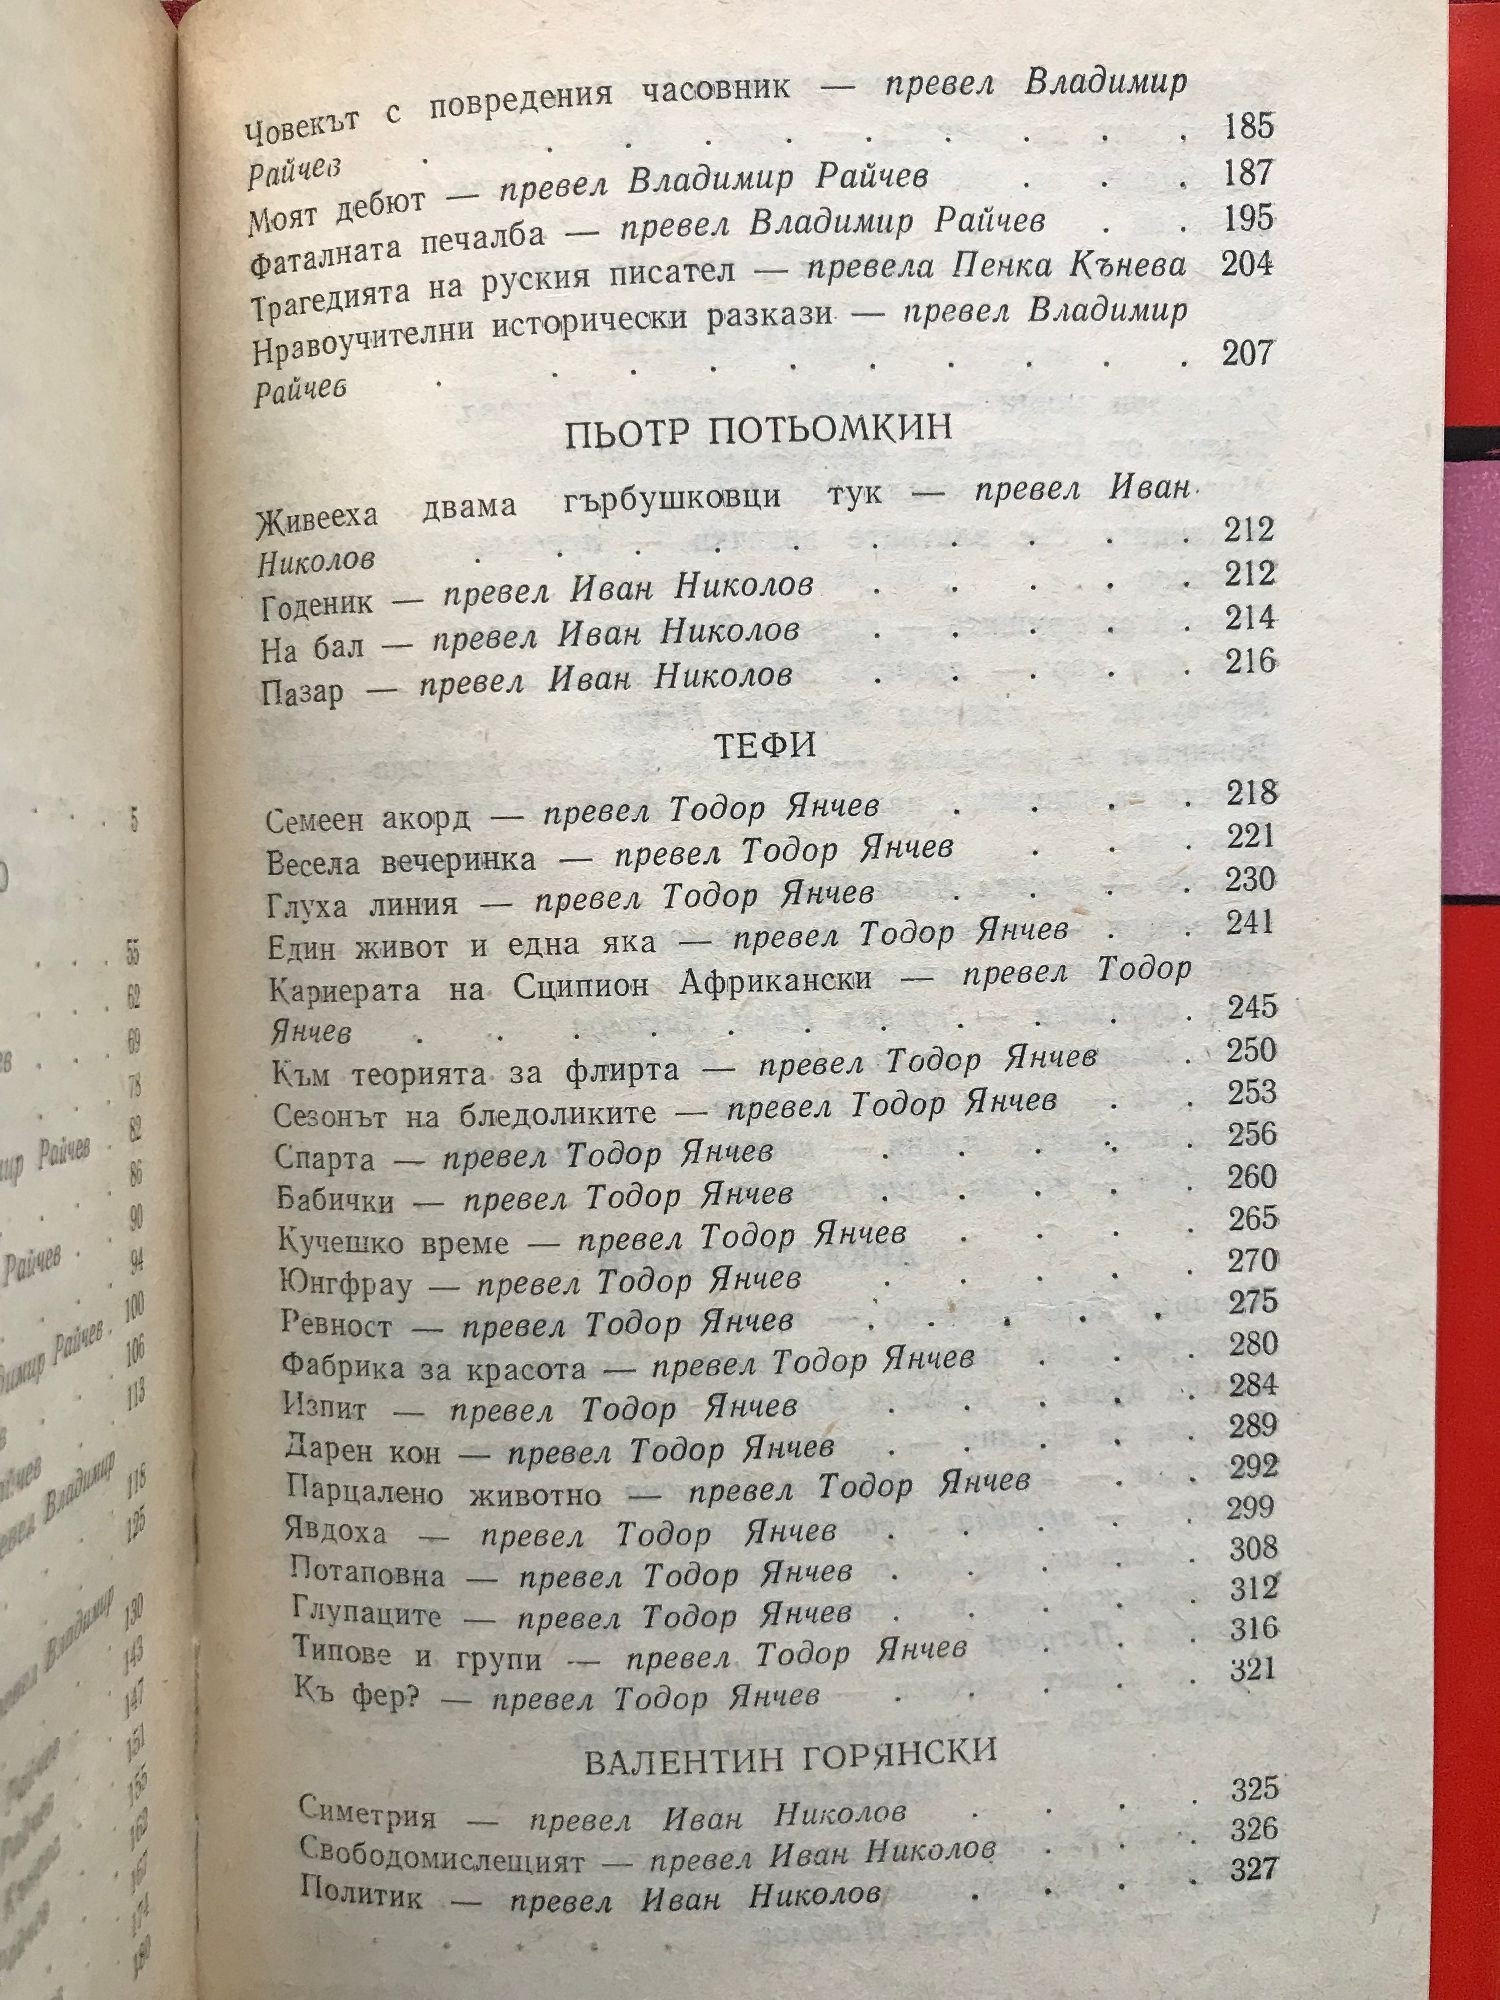 Човекът с повредения часовник — превел Владимир
Райчев . . . . . . . . . . 185
Моят дебют — превел Владимир Райчев . . . 187
Фаталната печалба — превел Владимир Райчев . . 195
Трагедията на руския писател — превела Пенка Кънева 204
Нравоучителни исторически разкази — превел Владимир
Райчев . . . . . . . . . . 207
ПЬОТР ПОТЬОМКИН
Живееха двама гърбушковци тук — превел Иван
Николов . . . . . . . . . . 212
Годеник — превел Иван Николов . . . . . 212
На бал — превел Иван Николов . . . . . 214
Пазар — превел Иван Николов . . . . . 216
ТЕФИ
Семеен акорд — превел Тодор Янчев . . . . 218
Весела вечеринка — превел Тодор Янчев . . . 221
Глуха линия — превел Тодор Янчев . . . . 230
Един живот и една яка — превел Тодор Янчев . . 241
Кариерата на Сципион Африкански — превел Тодор
Янчев . . . . . . . . . . . 245
Към теорията за флирта — превел Тодор Янчев . 250
Сезонът на бледоликите — превел Тодор Янчев . . 253
Спарта — превел Тодор Янчев . . . . . 256
Бабички — превел Тодор Янчев . . . . . 260
Кучешко време — превел Тодор Янчев . . . . 265
Юнгфрау — превел Тодор Янчев . . . . . 270
Ревност — превел Тодор Янчев . . . . . 275
Фабрика за красота — превел Тодор Янчев . . . 280
Изпит — превел Тодор Янчев . . . . . 284
Дарен кон — превел Тодор Янчев . . . . . 289
Парцалено животно — превел Тодор Янчев . . 292
Явдоха — превел Тодор Янчев . . . . . 299
Потаповна — превел Тодор Янчев . . . . . 308
Глупаците — превел Тодор Янчев . . . . . 312
Типове и групи — превел Тодор Янчев . . . 316
Къ фер? — превел Тодор Янчев . . . . . 321
ВАЛЕНТИН ГОРЯНСКИ
Симетрия — превел Иван Николов . . . . 325
Свободомислещият — превел Иван Николов . . . 326
Политик — превел Иван Николов . . . . 327